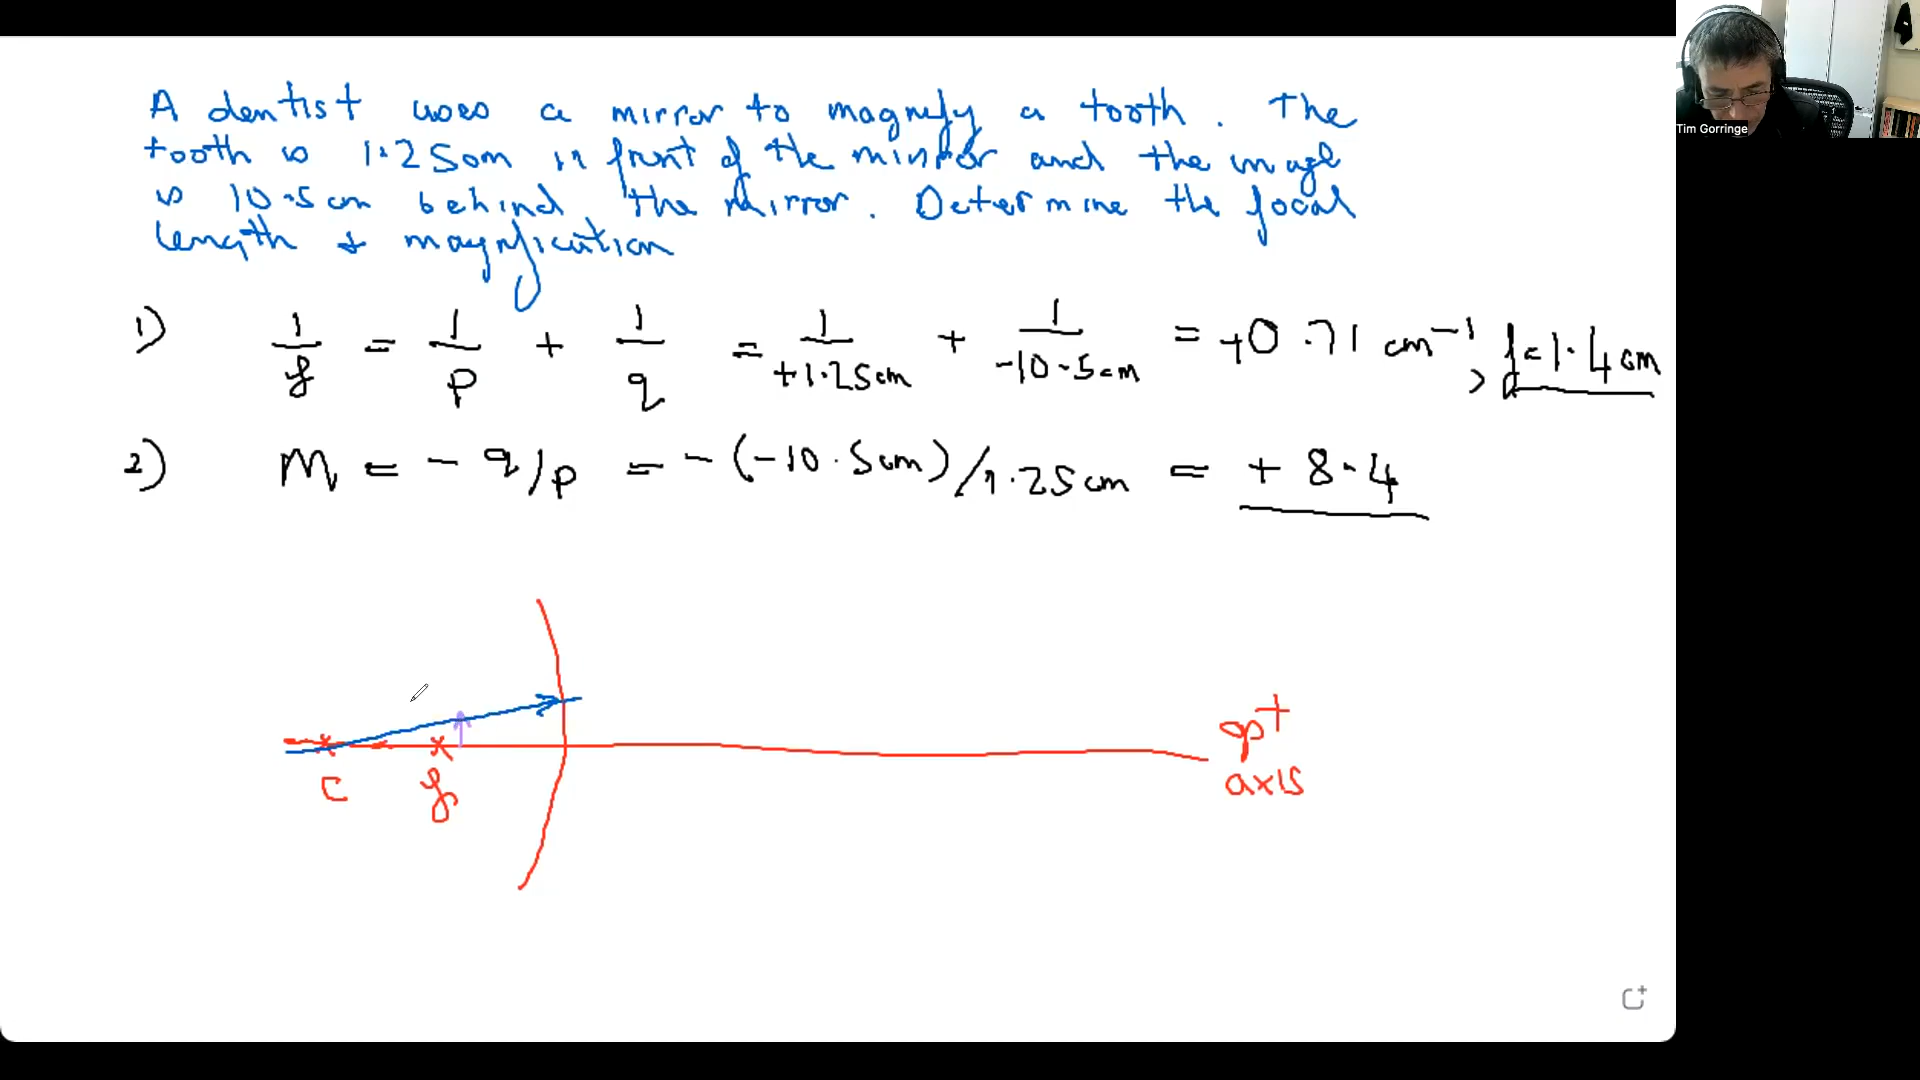 A dentist uses a mirror to magnify a tooth. The
tooth is 1.25cm in front of the mirror and the image
is 10.5cm behind the mirror. Determine the focal
length + magnification
1) 1/f = 1/p + 1/q = 1/+1.25cm + 1/-10.5cm = +0.71 cm⁻¹, f=1.4cm
2) M = - q/p = - (-10.5cm)/1.25cm = + 8.4
opt
axis
C f
Tim Gorringe